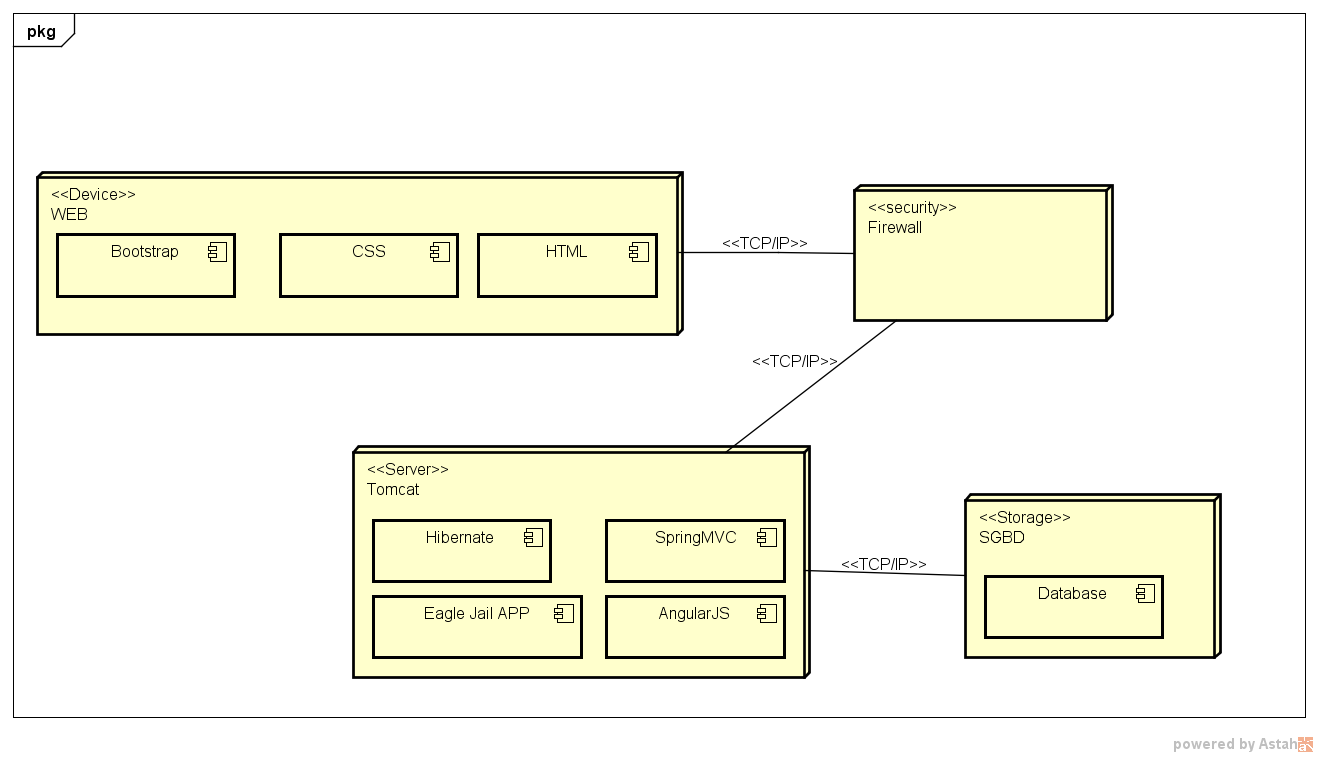 pkg
<<Device>>
WEB
Bootstrap
CSS
HTML
<<TCP/IP>>
<<security>>
Firewall
<<TCP/IP>>
<<Server>>
Tomcat
Hibernate
SpringMVC
Eagle Jail APP
AngularJS
<<TCP/IP>>
<<Storage>>
SGBD
Database
powered by Astah